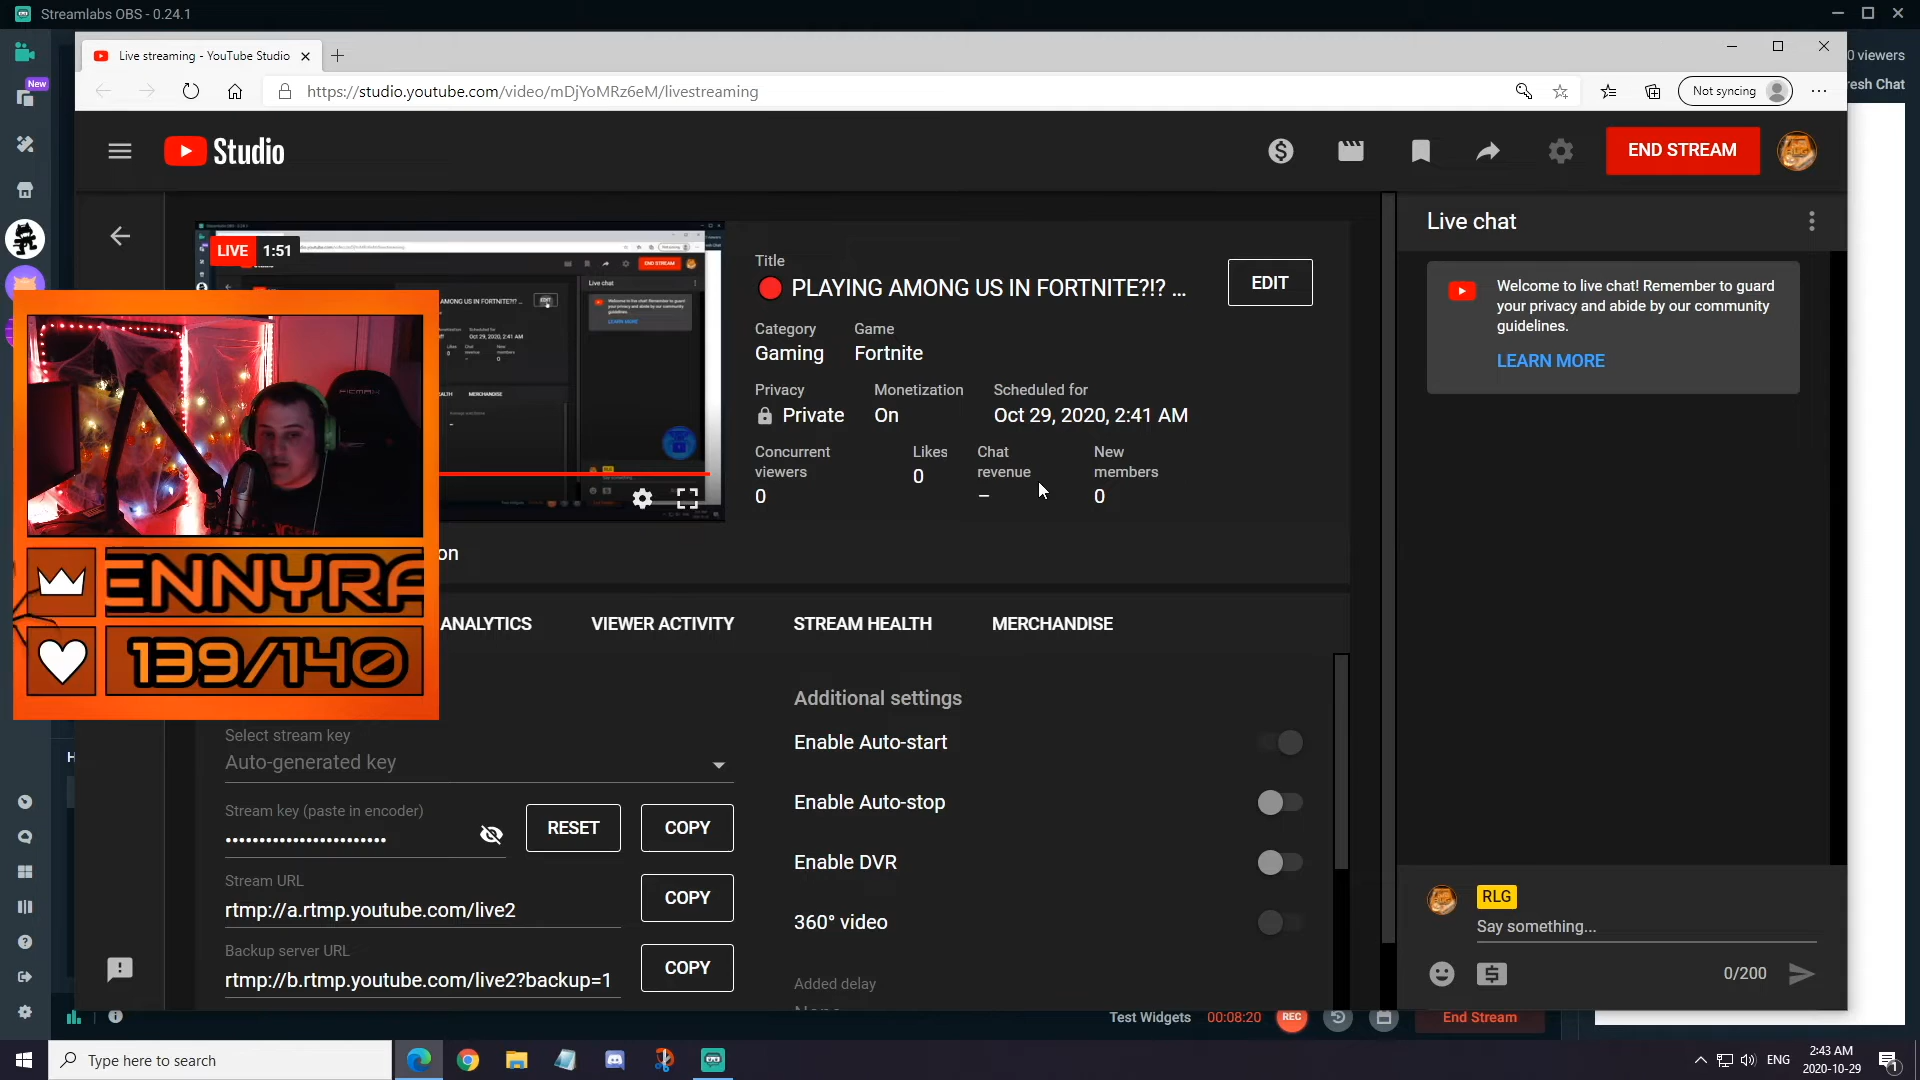 Streamlabs OBS - 0.24.1
Live streaming - YouTube Studio
0 viewers
resh Chat
New
https://studio.youtube.com/video/mDjYoMRz6eM/livestreaming
Not syncing
Studio
END STREAM
LIVE 1:51
Title
PLAYING AMONG US IN FORTNITE?!? ...
EDIT
Category
Game
Gaming
Fortnite
Privacy
Monetization
Scheduled for
Private
On
Oct 29, 2020, 2:41 AM
Concurrent viewers
Likes
Chat revenue
New members
0
0
–
0
Live chat
Welcome to live chat! Remember to guard
your privacy and abide by our community
guidelines.
LEARN MORE
ENNYRA
139/140
on
ANALYTICS
VIEWER ACTIVITY
STREAM HEALTH
MERCHANDISE
Select stream key
Auto-generated key
Stream key (paste in encoder)
RESET
COPY
Stream URL
rtmp://a.rtmp.youtube.com/live2
COPY
Backup server URL
rtmp://b.rtmp.youtube.com/live2?backup=1
COPY
Additional settings
Enable Auto-start
Enable Auto-stop
Enable DVR
360° video
Added delay
RLG
Say something...
0/200
Test Widgets
00:08:20
REC
End Stream
Type here to search
ENG
2:43 AM
2020-10-29
1